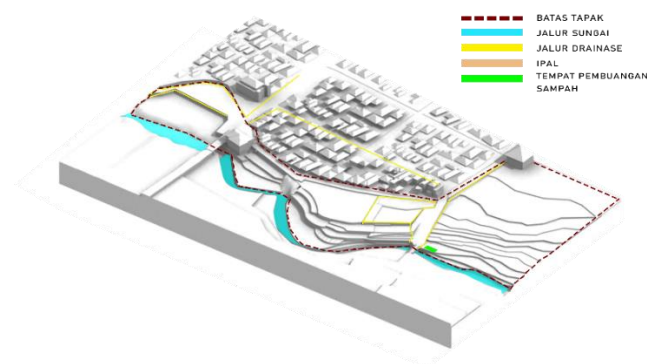 BATAS TAPAK
JALUR SUNGAI
JALUR DRAINASE
IPAL
TEMPAT PEMBUANGAN
SAMPAH